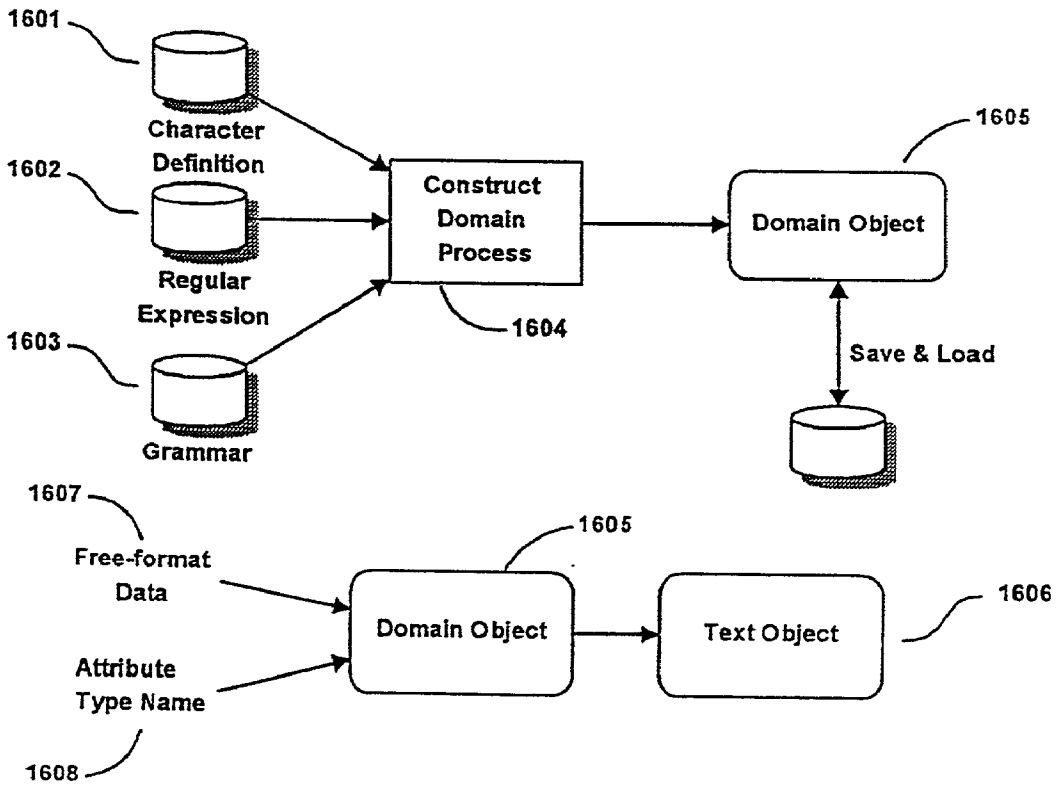 1601
Character
Definition
1602
Regular
Expression
1603
Grammar
Construct
Domain
Process
1604
1605
Domain Object
Save & Load
1607
Free-format
Data
Attribute
Type Name
1608
1605
Domain Object
Text Object
1606